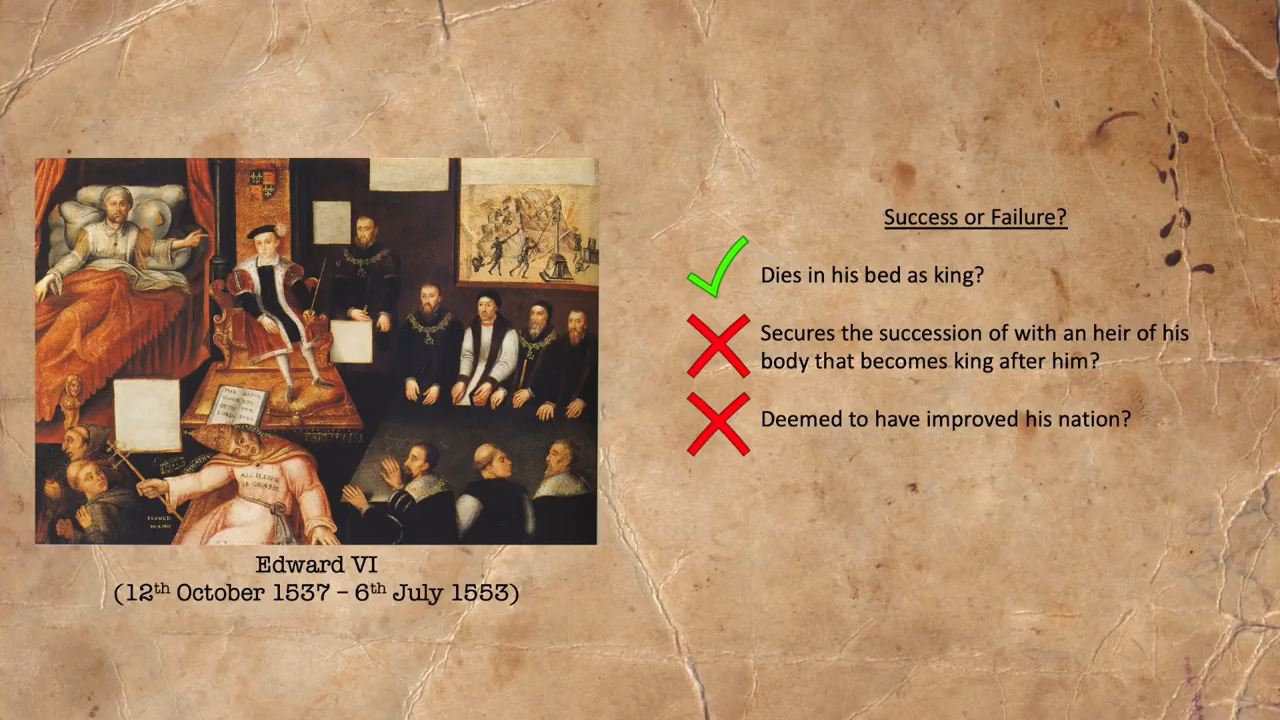 Success or Failure?
Dies in his bed as king?
Secures the succession of with an heir of his
body that becomes king after him?
Deemed to have improved his nation?
ALL FLESHE
IS GRASSE
Edward VI
(12th October 1537 – 6th July 1553)